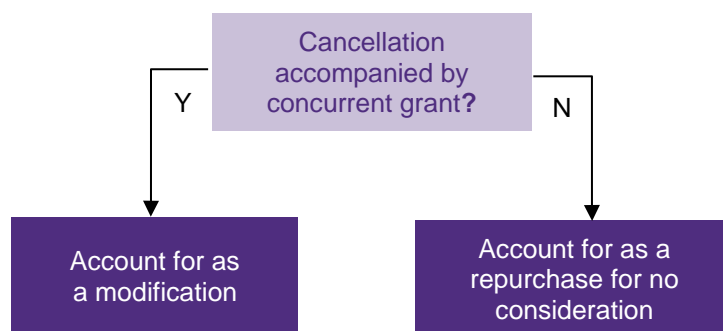 Cancellation
accompanied by
concurrent grant?
Y
N
Account for as
a modification
Account for as a
repurchase for no
consideration